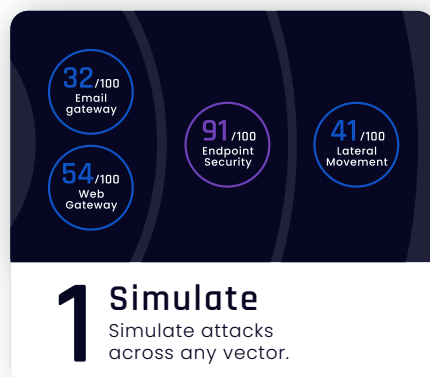 32/100
Email
gateway
54/100
Web
Gateway
91/100
Endpoint
Security
41/100
Lateral
Movement
1
Simulate
Simulate attacks
across any vector.